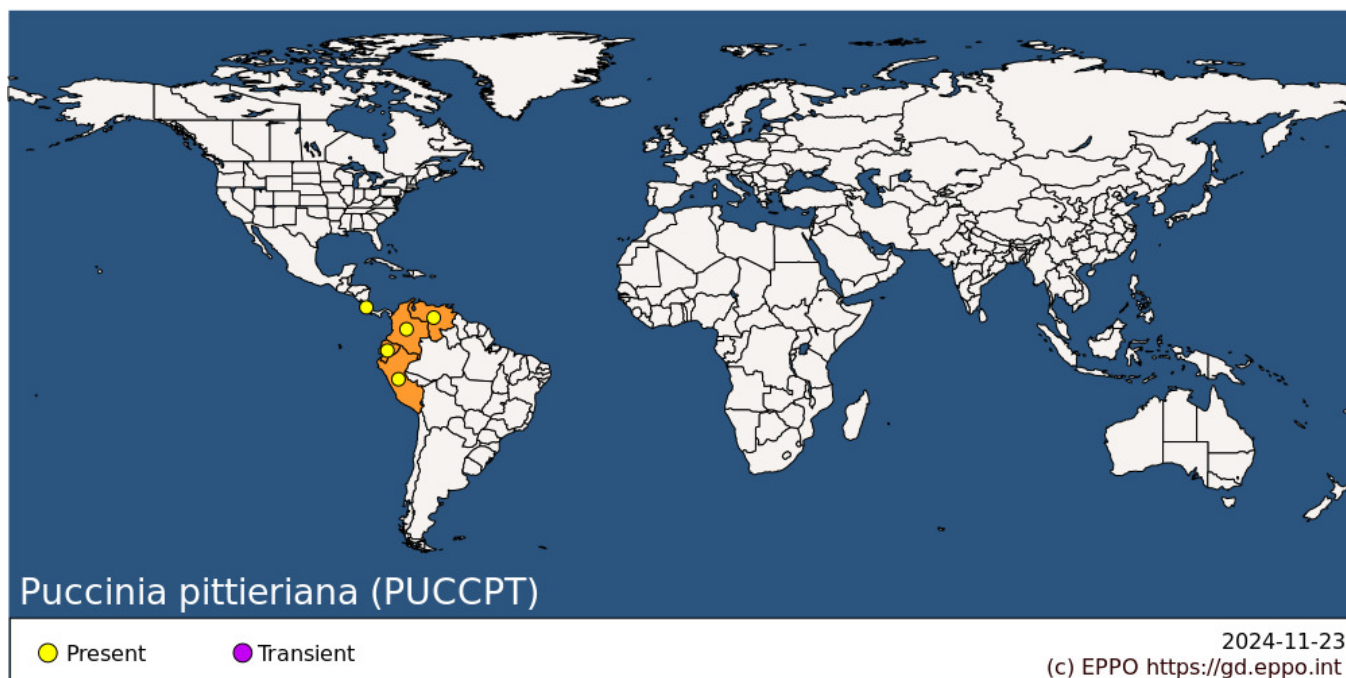 Puccinia pittieriana (PUCCPT)
Present
Transient
2024-11-23
(c) EPPO https://gd.eppo.int